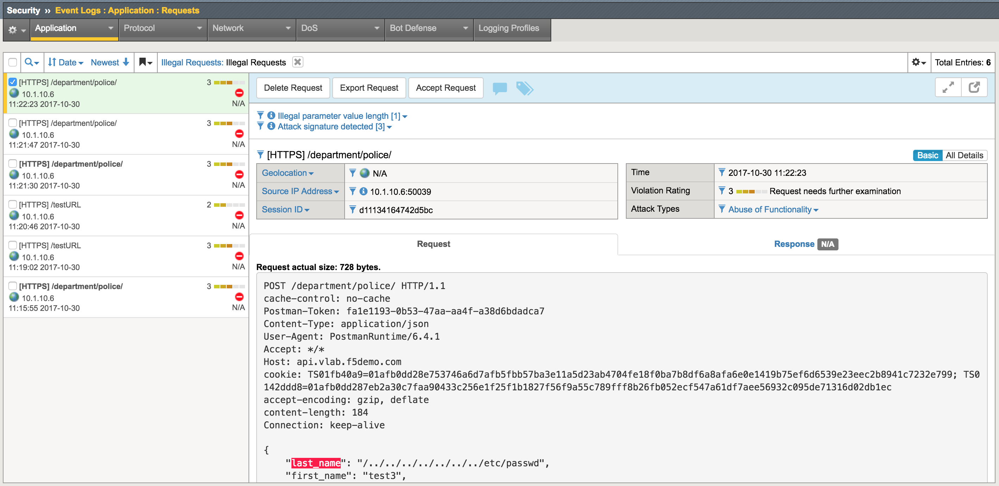 Security » Event Logs : Application : Requests
Application Protocol Network DoS Bot Defense Logging Profiles
Date Newest Illegal Requests: Illegal Requests Total Entries: 6
[HTTPS] /department/police/ 3
10.1.10.6
11:22:23 2017-10-30 N/A
[HTTPS] /department/police/ 3
10.1.10.6
11:21:47 2017-10-30 N/A
[HTTPS] /department/police/ 3
10.1.10.6
11:21:30 2017-10-30 N/A
[HTTPS] /testURL 2
10.1.10.6
11:20:46 2017-10-30 N/A
[HTTPS] /testURL 3
10.1.10.6
11:19:02 2017-10-30 N/A
[HTTPS] /department/police/ 3
10.1.10.6
11:15:55 2017-10-30 N/A
Delete Request Export Request Accept Request
Illegal parameter value length [1]
Attack signature detected [3]
[HTTPS] /department/police/ Basic All Details
Geolocation N/A
Source IP Address 10.1.10.6:50039
Session ID d11134164742d5bc
Time 2017-10-30 11:22:23
Violation Rating 3 Request needs further examination
Attack Types Abuse of Functionality
Request Response N/A
Request actual size: 728 bytes.
POST /department/police/ HTTP/1.1
cache-control: no-cache
Postman-Token: fa1e1193-0b53-47aa-aa4f-a38d6bdadca7
Content-Type: application/json
User-Agent: PostmanRuntime/6.4.1
Accept: */*
Host: api.vlab.f5demo.com
cookie: TS01fb40a9=01afb0dd28e753746a6d7afb5fbb57ba3e11a5d23ab4704fe18f0ba7b8df6a8afa6e0e1419b75ef6d6539e23eec2b8941c7232e799; TS0
142ddd8=01afb0dd287eb2a30c7faa90433c256e1f25f1b1827f56f9a55c789fff8b26fb052ecf547a61df7aee56932c095de71316d02db1ec
accept-encoding: gzip, deflate
content-length: 184
Connection: keep-alive
{
"last_name": "/../../../../../../../etc/passwd",
"first_name": "test3",